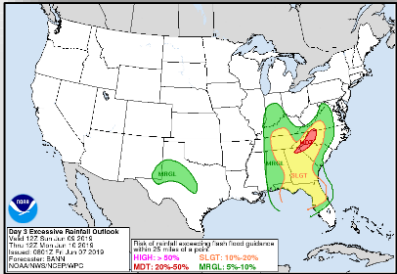 MRGL
MRGL
MDT
SLGT
NOAA
Day 3 Excessive Rainfall Outlook
Valid 12Z Sun Jun 09 2019
Thru 12Z Mon Jun 10 2019
Issued: 0801Z Fri Jun 07 2019
Forecaster: BANN
NOAA/NWS/NCEP/WPC
Risk of rainfall exceeding flash flood guidance
within 25 miles of a point
HIGH: > 50% SLGT: 10%-20%
MDT: 20%-50% MRGL: 5%-10%